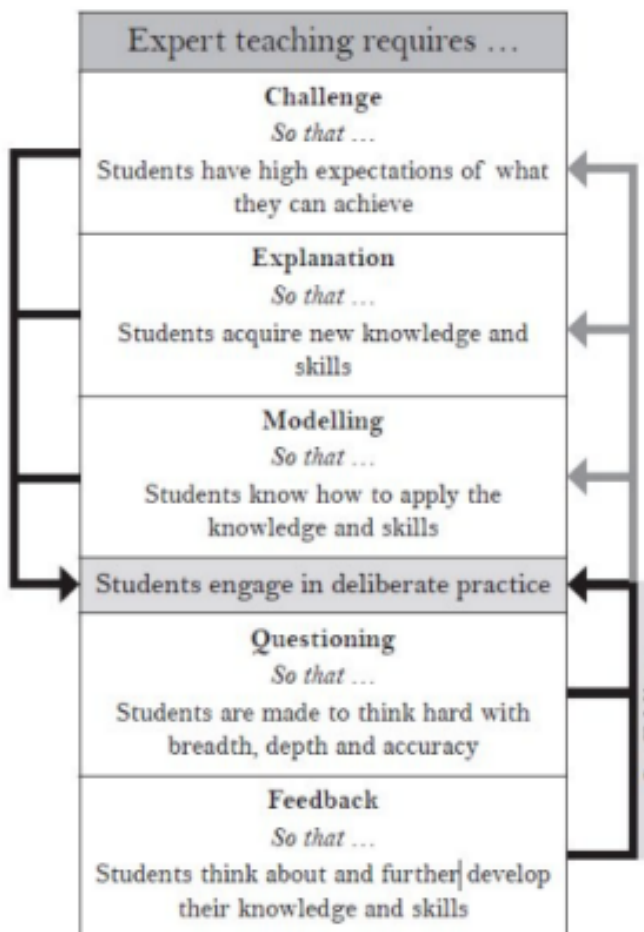 Expert teaching requires …
Challenge
So that …
Students have high expectations of what
they can achieve
Explanation
So that …
Students acquire new knowledge and
skills
Modelling
So that …
Students know how to apply the
knowledge and skills
Students engage in deliberate practice
Questioning
So that …
Students are made to think hard with
breadth, depth and accuracy
Feedback
So that …
Students think about and further develop
their knowledge and skills